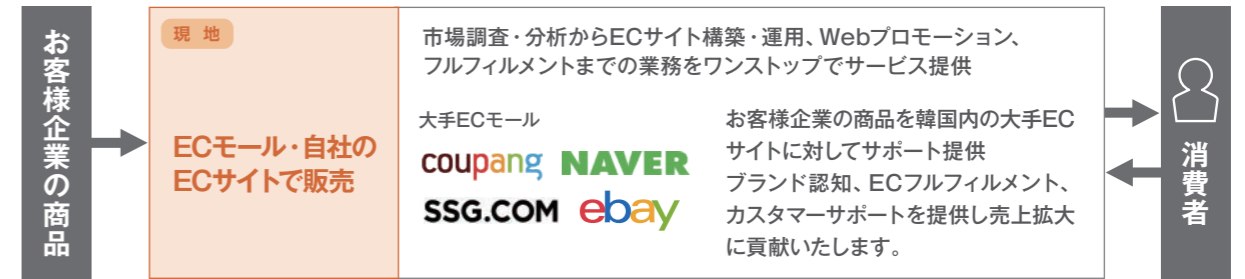 お客様企業の商品
現 地
ECモール・自社の
ECサイトで販売
市場調査・分析からECサイト構築・運用、Webプロモーション、
フルフィルメントまでの業務をワンストップでサービス提供
大手ECモール
coupang NAVER
SSG.COM ebay
お客様企業の商品を韓国内の大手EC
サイトに対してサポート提供
ブランド認知、ECフルフィルメント、
カスタマーサポートを提供し売上拡大
に貢献いたします。
消費者